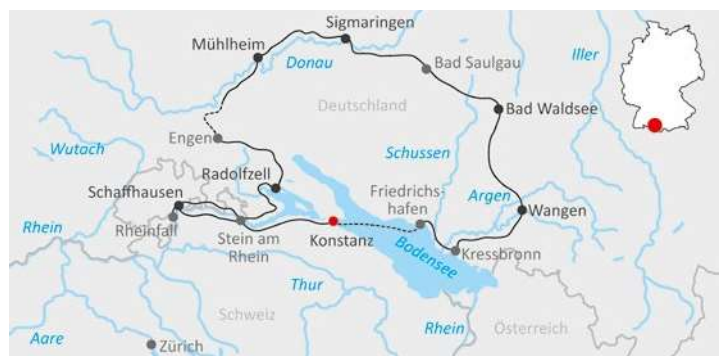 Sigmaringen
Mühlheim
Iller
Donau
Bad Saulgau
Deutschland
Bad Waldsee
Engen
Wutach
Schussen
Radolfzell
Schaffhausen
Friedrichs-
hafen
Argen
Wangen
Rhein
Rheinfall
Stein am
Rhein
Konstanz
Bodensee
Kressbronn
Thur
Schweiz
Rhein
Österreich
Aare
Zürich